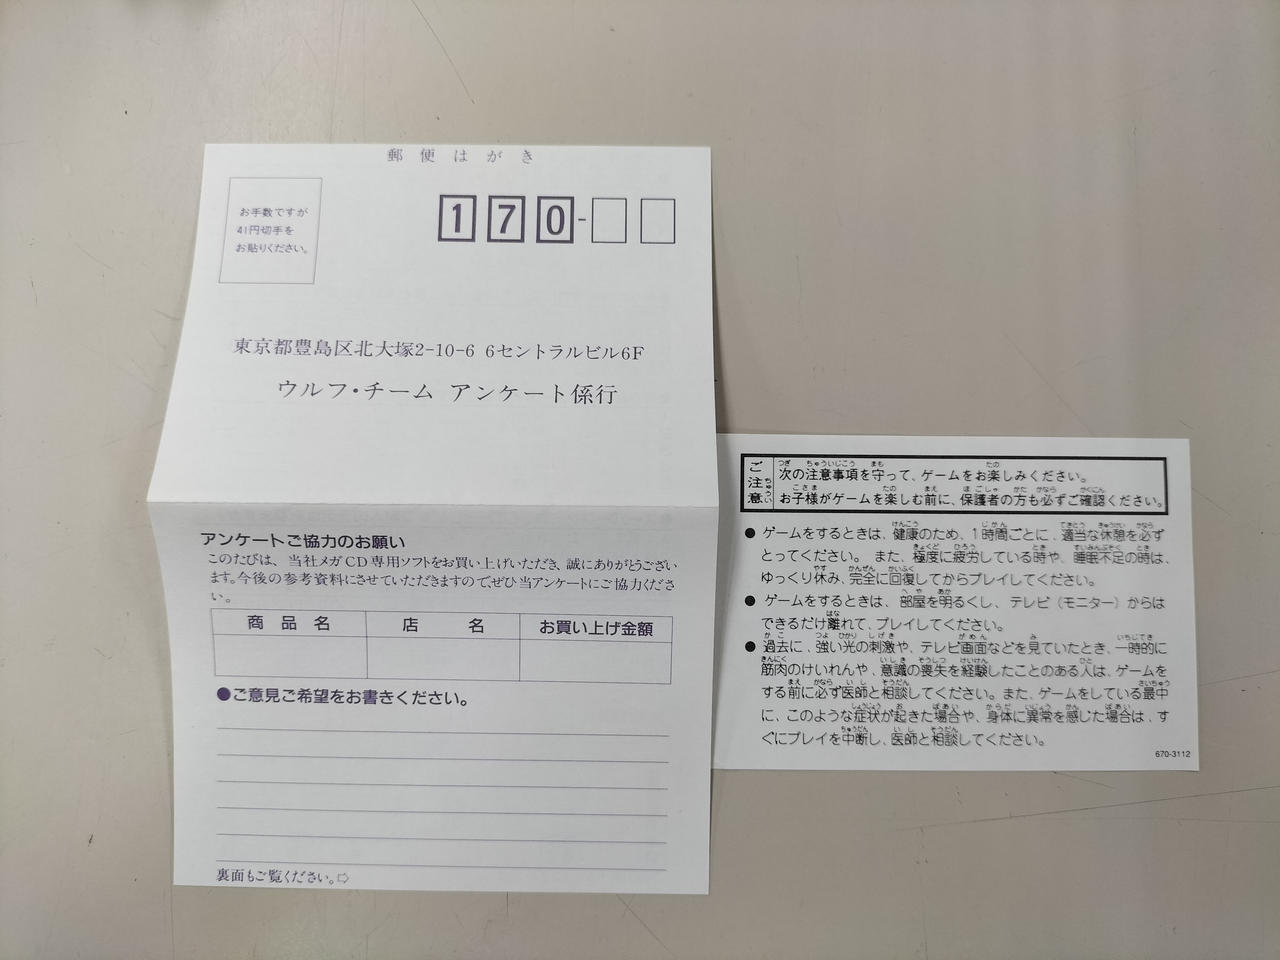 郵便はがき
お手数ですが
41円切手を
お貼りください。
170-
東京都豊島区北大塚2-10-6 6セントラルビル6F
ウルフ・チーム アンケート係行
アンケートご協力のお願い
このたびは、当社メガCD専用ソフトをお買い上げいただき、誠にありがとうござい
ます。今後の参考資料にさせていただきますのでぜひ当アンケートにご協力くださ
い。
商品名 店名 お買い上げ金額
●ご意見ご希望をお書きください。
裏面もご覧ください。⇨
ご注意
次の注意事項を守って、ゲームをお楽しみください。
お子様がゲームを楽しむ前に、保護者の方も必ずご確認ください。
●ゲームをするときは、健康のため、1時間ごとに、適当な休憩を必ず
とってください。また、極度に疲労している時や、睡眠不足の時は、
ゆっくり休み、完全に回復してからプレイしてください。
●ゲームをするときは、部屋を明るくし、テレビ(モニター)からは
できるだけ離れて、プレイしてください。
●過去に、強い光の刺激や、テレビ画面などを見ていたとき、一時的に
筋肉のけいれんや、意識の喪失を経験したことのある人は、ゲームを
する前に必ず医師と相談してください。また、ゲームをしている最中
に、このような症状が起きた場合や、身体に異常を感じた場合は、す
ぐにプレイを中断し、医師と相談してください。
670-3112